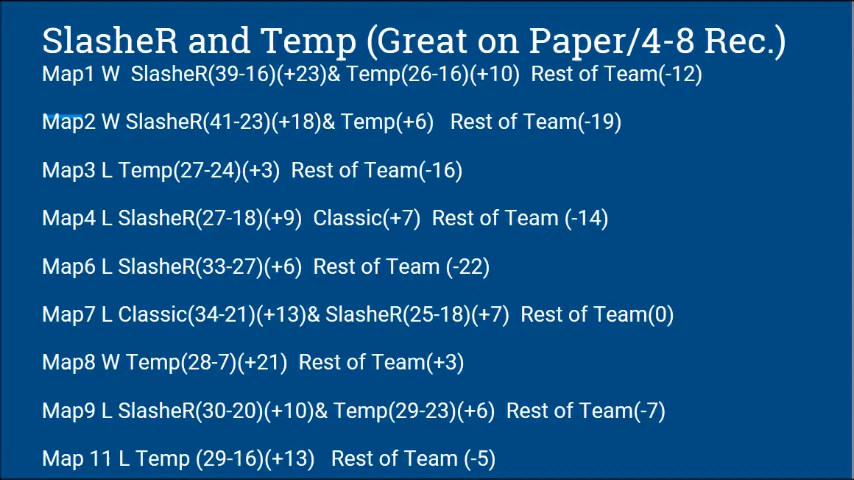 SlasheR and Temp (Great on Paper/4-8 Rec.)
Map1 W  SlasheR(39-16)(+23)& Temp(26-16)(+10)  Rest of Team(-12)
Map2 W SlasheR(41-23)(+18)& Temp(+6)   Rest of Team(-19)
Map3 L Temp(27-24)(+3)  Rest of Team(-16)
Map4 L SlasheR(27-18)(+9)  Classic(+7)  Rest of Team (-14)
Map6 L SlasheR(33-27)(+6)  Rest of Team (-22)
Map7 L Classic(34-21)(+13)& SlasheR(25-18)(+7)  Rest of Team(0)
Map8 W Temp(28-7)(+21)  Rest of Team(+3)
Map9 L SlasheR(30-20)(+10)& Temp(29-23)(+6)  Rest of Team(-7)
Map 11 L Temp (29-16)(+13)   Rest of Team (-5)